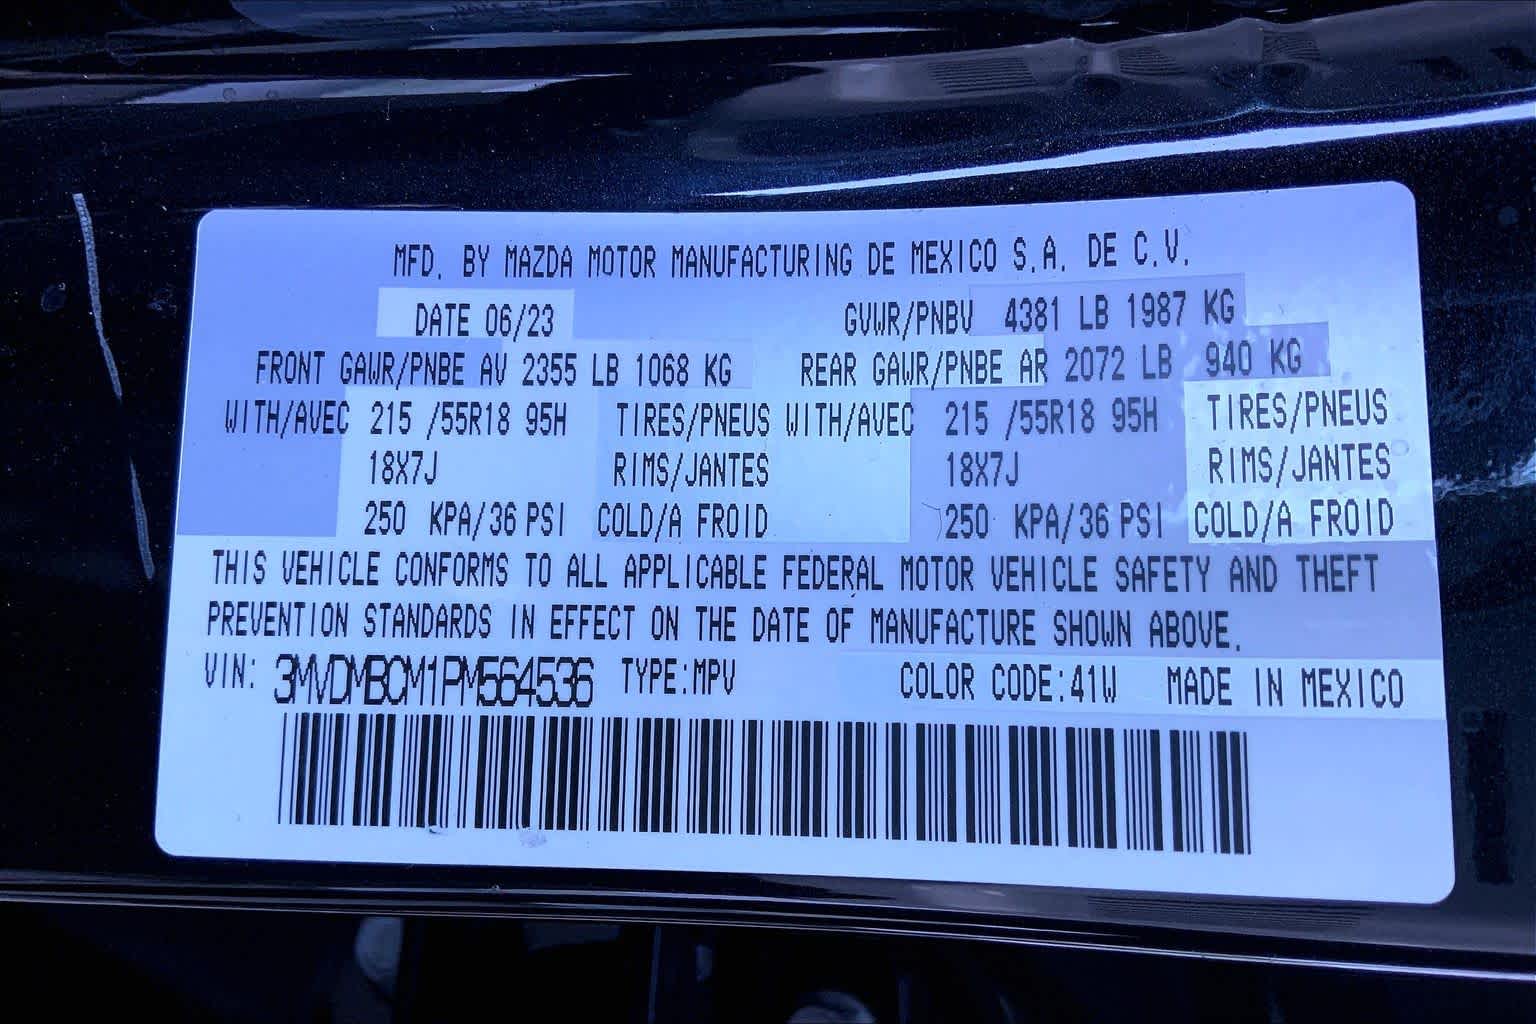 MFD. BY MAZDA MOTOR MANUFACTURING DE MEXICO S.A. DE C.V.
DATE 06/23 GVWR/PNBV 4381 LB 1987 KG
FRONT GAWR/PNBE AV 2355 LB 1068 KG REAR GAWR/PNBE AR 2072 LB 940 KG
WITH/AVEC 215 /55R18 95H TIRES/PNEUS WITH/AVEC 215 /55R18 95H TIRES/PNEUS
18X7J RIMS/JANTES 18X7J RIMS/JANTES
250 KPA/36 PSI COLD/A FROID 250 KPA/36 PSI COLD/A FROID
THIS VEHICLE CONFORMS TO ALL APPLICABLE FEDERAL MOTOR VEHICLE SAFETY AND THEFT
PREVENTION STANDARDS IN EFFECT ON THE DATE OF MANUFACTURE SHOWN ABOVE.
VIN: 3MVDMBCM1PM564536 TYPE:MPV COLOR CODE:41W MADE IN MEXICO